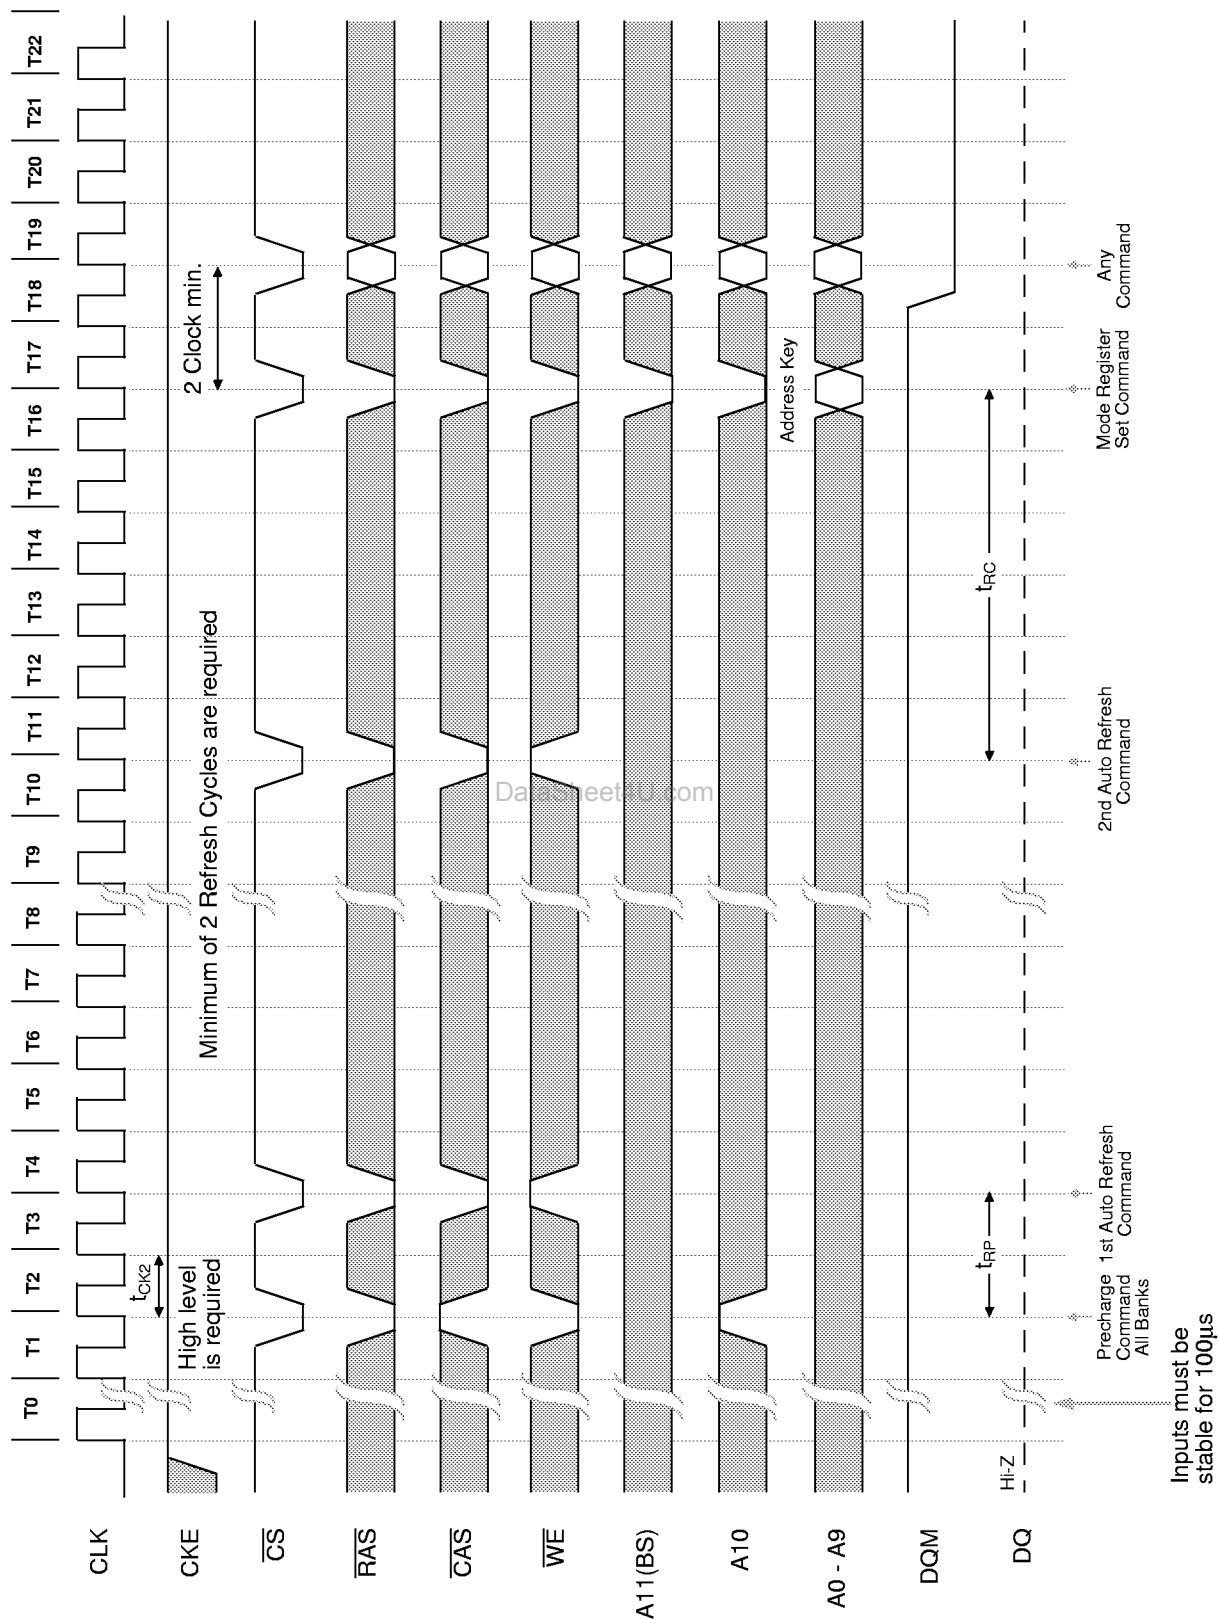 T0 T1 T2 T3 T4 T5 T6 T7 T8 T9 T10 T11 T12 T13 T14 T15 T16 T17 T18 T19 T20 T21 T22
CLK
tCK2
CKE
High level
is required
Minimum of 2 Refresh Cycles are required
2 Clock min.
CS
RAS
CAS
WE
DataSheet4U.com
A11(BS)
A10
Address Key
A0 - A9
DQM
tRP
tRC
Hi-Z
DQ
Precharge
Command
All Banks
1st Auto Refresh
Command
2nd Auto Refresh
Command
Mode Register
Set Command
Any
Command
Inputs must be
stable for 100µs